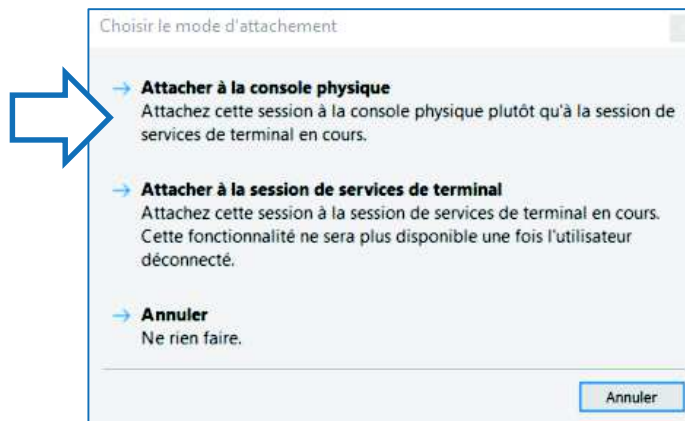 Choisir le mode d'attachement
Attacher à la console physique
Attachez cette session à la console physique plutôt qu'à la session de
services de terminal en cours.
Attacher à la session de services de terminal
Attachez cette session à la session de services de terminal en cours.
Cette fonctionnalité ne sera plus disponible une fois l'utilisateur
déconnecté.
Annuler
Ne rien faire.
Annuler